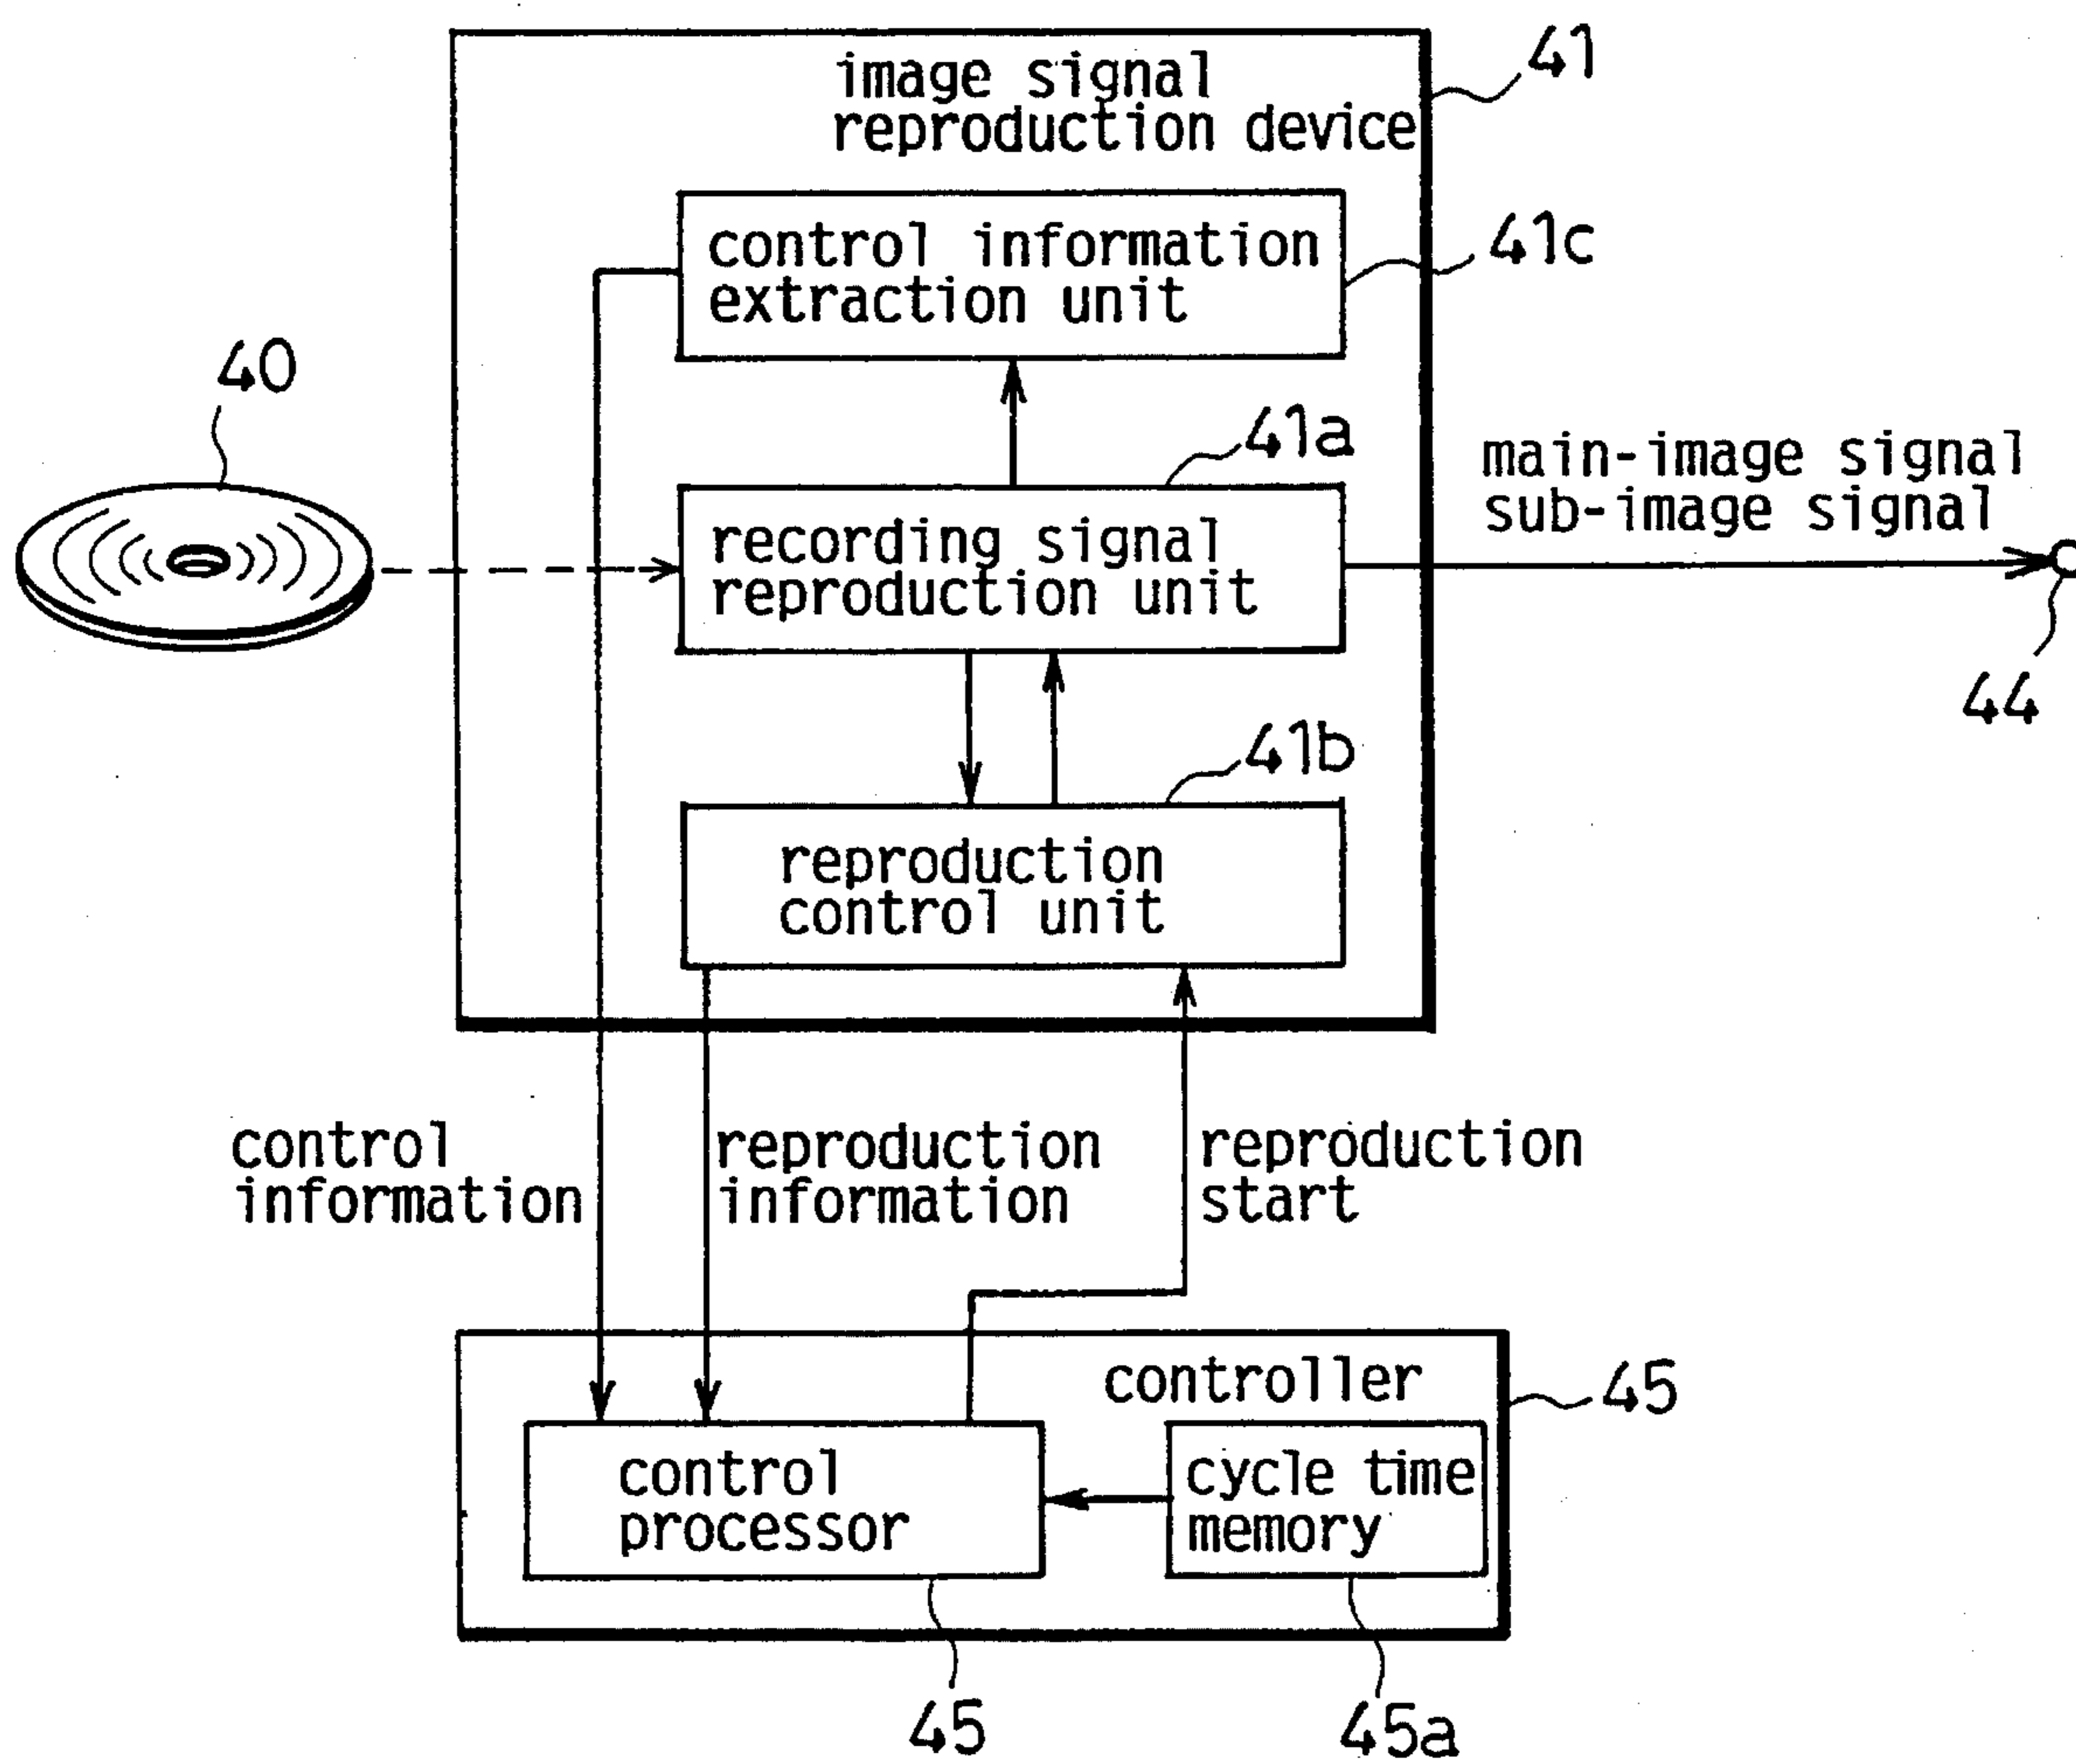 image signal
reproduction device
41
control information
extraction unit
41c
40
41a
recording signal
reproduction unit
main-image signal
sub-image signal
44
41b
reproduction
control unit
control
information
reproduction
information
reproduction
start
controller
45
control
processor
cycle time
memory
45
45a